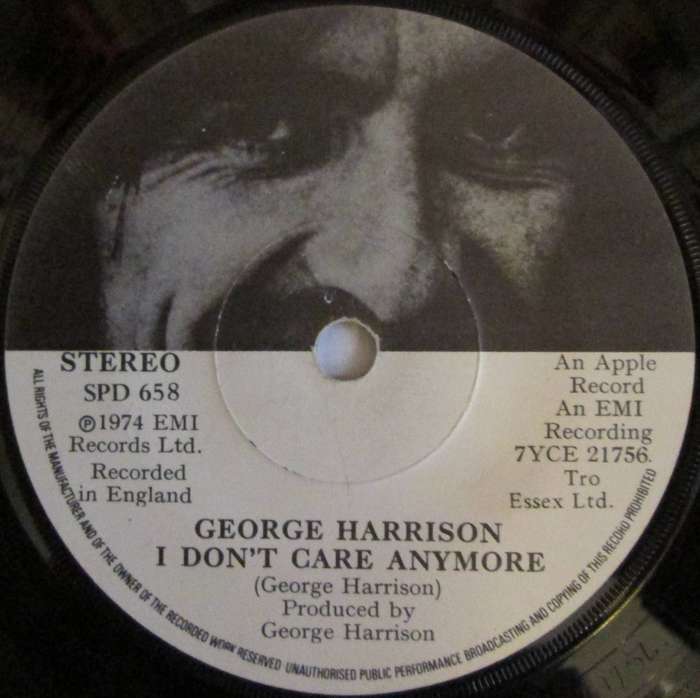 STEREO
SPD 658
℗1974 EMI
Records Ltd.
Recorded
in England
An Apple
Record
An EMI
Recording
7YCE 21756.
Tro
Essex Ltd.
GEORGE HARRISON
I DON'T CARE ANYMORE
(George Harrison)
Produced by
George Harrison
ALL RIGHTS OF THE MANUFACTURER AND OF THE OWNER OF THE RECORDED WORK RESERVED UNAUTHORISED PUBLIC PERFORMANCE BROADCASTING AND COPYING OF THIS RECORD PROHIBITED